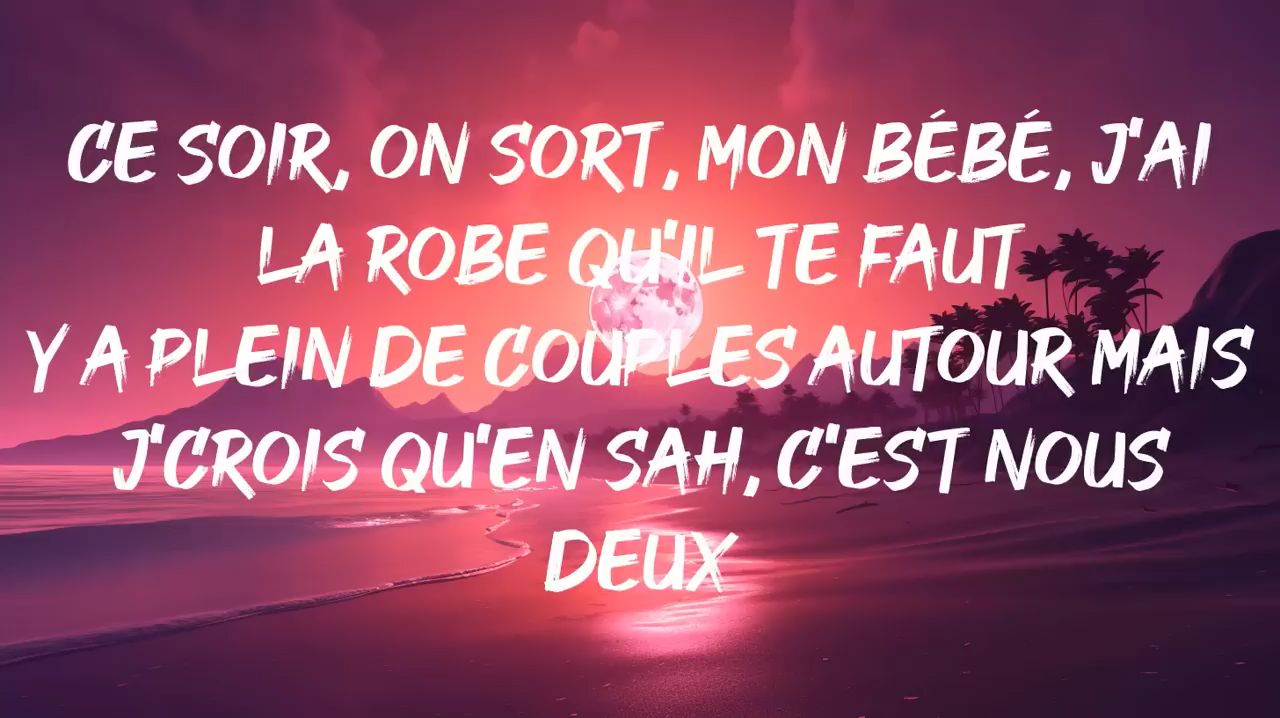 CE SOIR, ON SORT, MON BÉBÉ, J'AI
LA ROBE QU'IL TE FAUT
Y A PLEIN DE COUPLES AUTOUR MAIS
J'CROIS QU'EN SAH, C'EST NOUS
DEUX